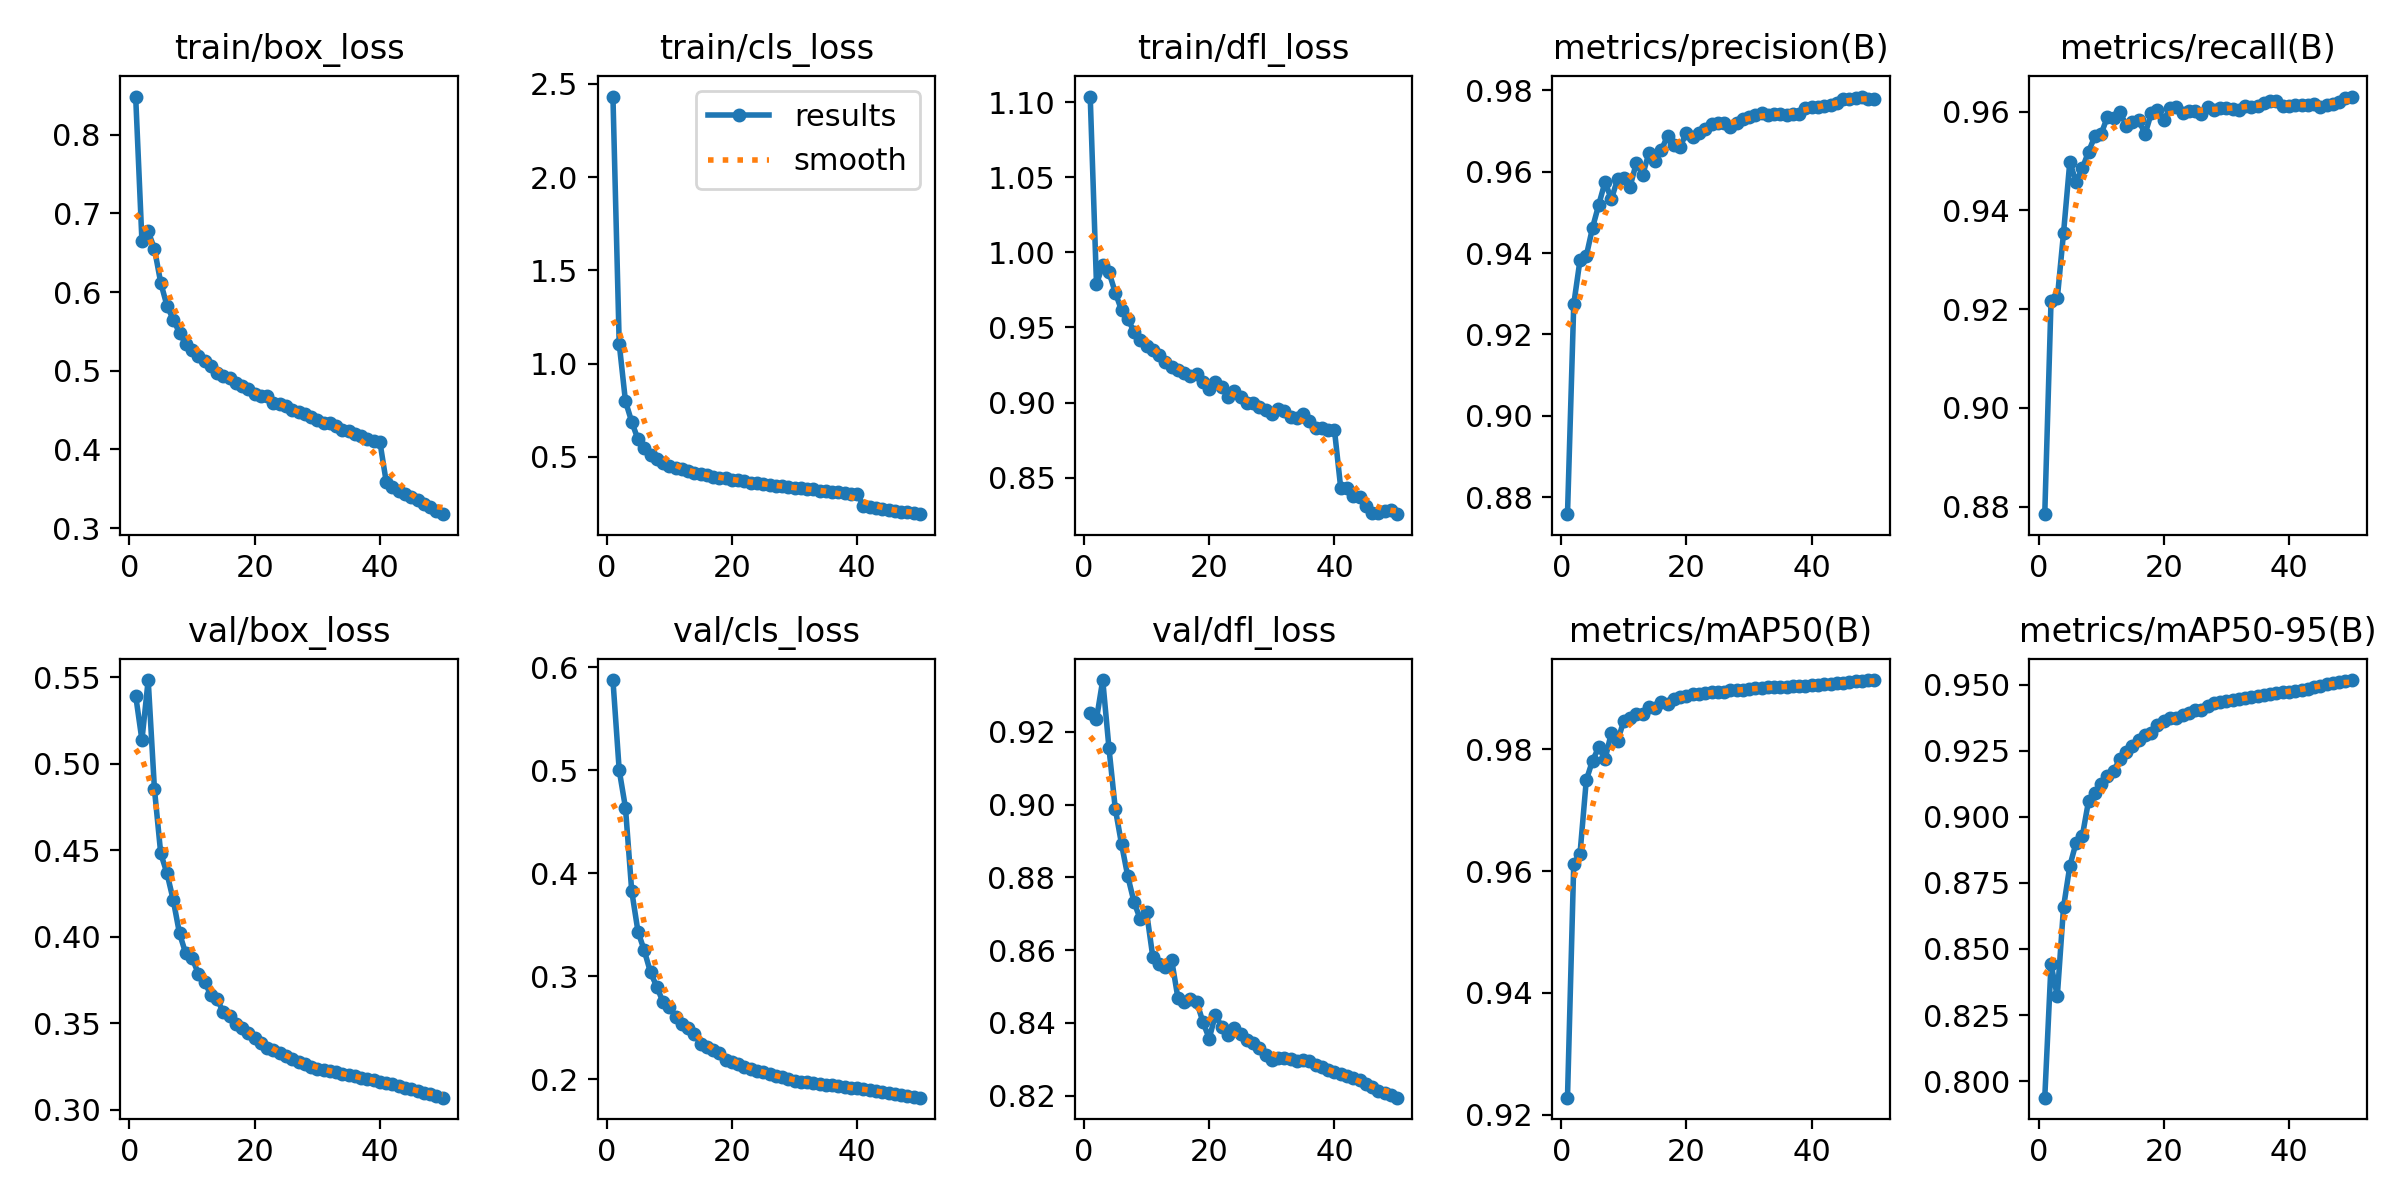 train/box_loss
0.8
0.7
0.6
0.5
0.4
0.3
0 20 40
train/cls_loss
2.5
2.0
1.5
1.0
0.5
results
smooth
0 20 40
train/dfl_loss
1.10
1.05
1.00
0.95
0.90
0.85
0 20 40
metrics/precision(B)
0.98
0.96
0.94
0.92
0.90
0.88
0 20 40
metrics/recall(B)
0.96
0.94
0.92
0.90
0.88
0 20 40
val/box_loss
0.55
0.50
0.45
0.40
0.35
0.30
0 20 40
val/cls_loss
0.6
0.5
0.4
0.3
0.2
0 20 40
val/dfl_loss
0.92
0.90
0.88
0.86
0.84
0.82
0 20 40
metrics/mAP50(B)
0.98
0.96
0.94
0.92
0 20 40
metrics/mAP50-95(B)
0.950
0.925
0.900
0.875
0.850
0.825
0.800
0 20 40